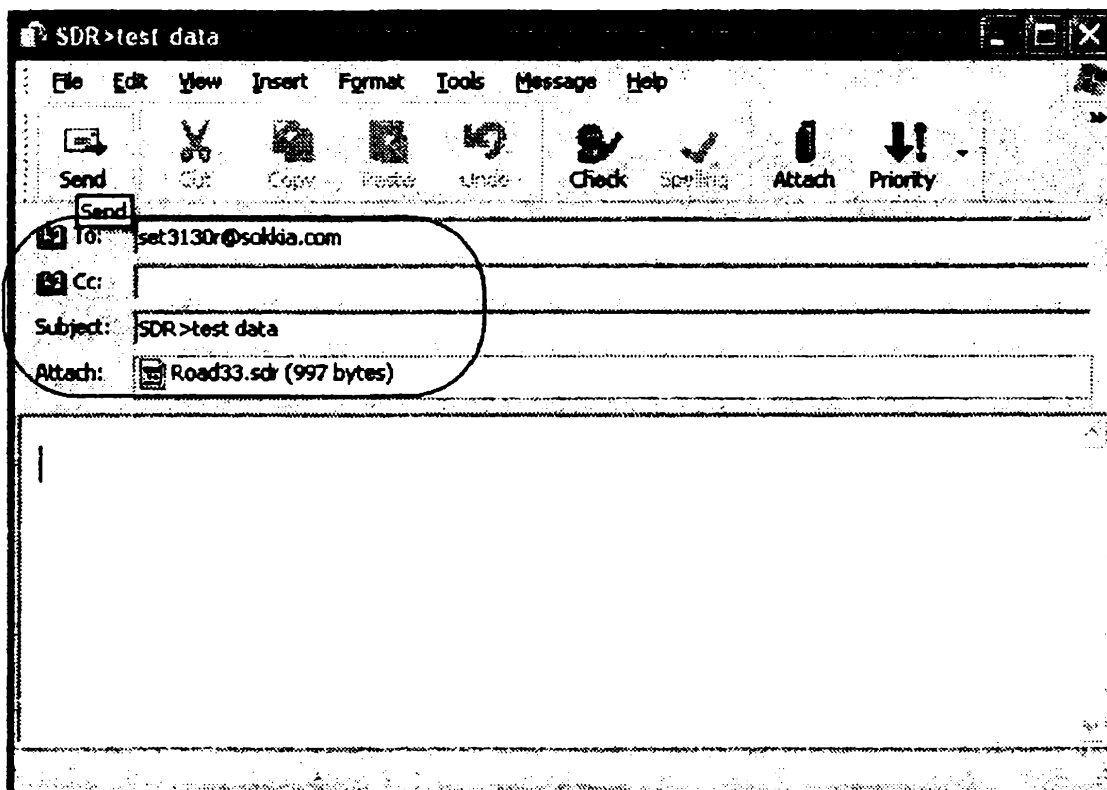 SDR>test data
File Edit View Insert Format Tools Message Help
Send Cut Copy Paste Undo Check Spelling Attach Priority
Send
To: set3130r@sokkia.com
Cc:
Subject: SDR>test data
Attach: Road33.sdr (997 bytes)